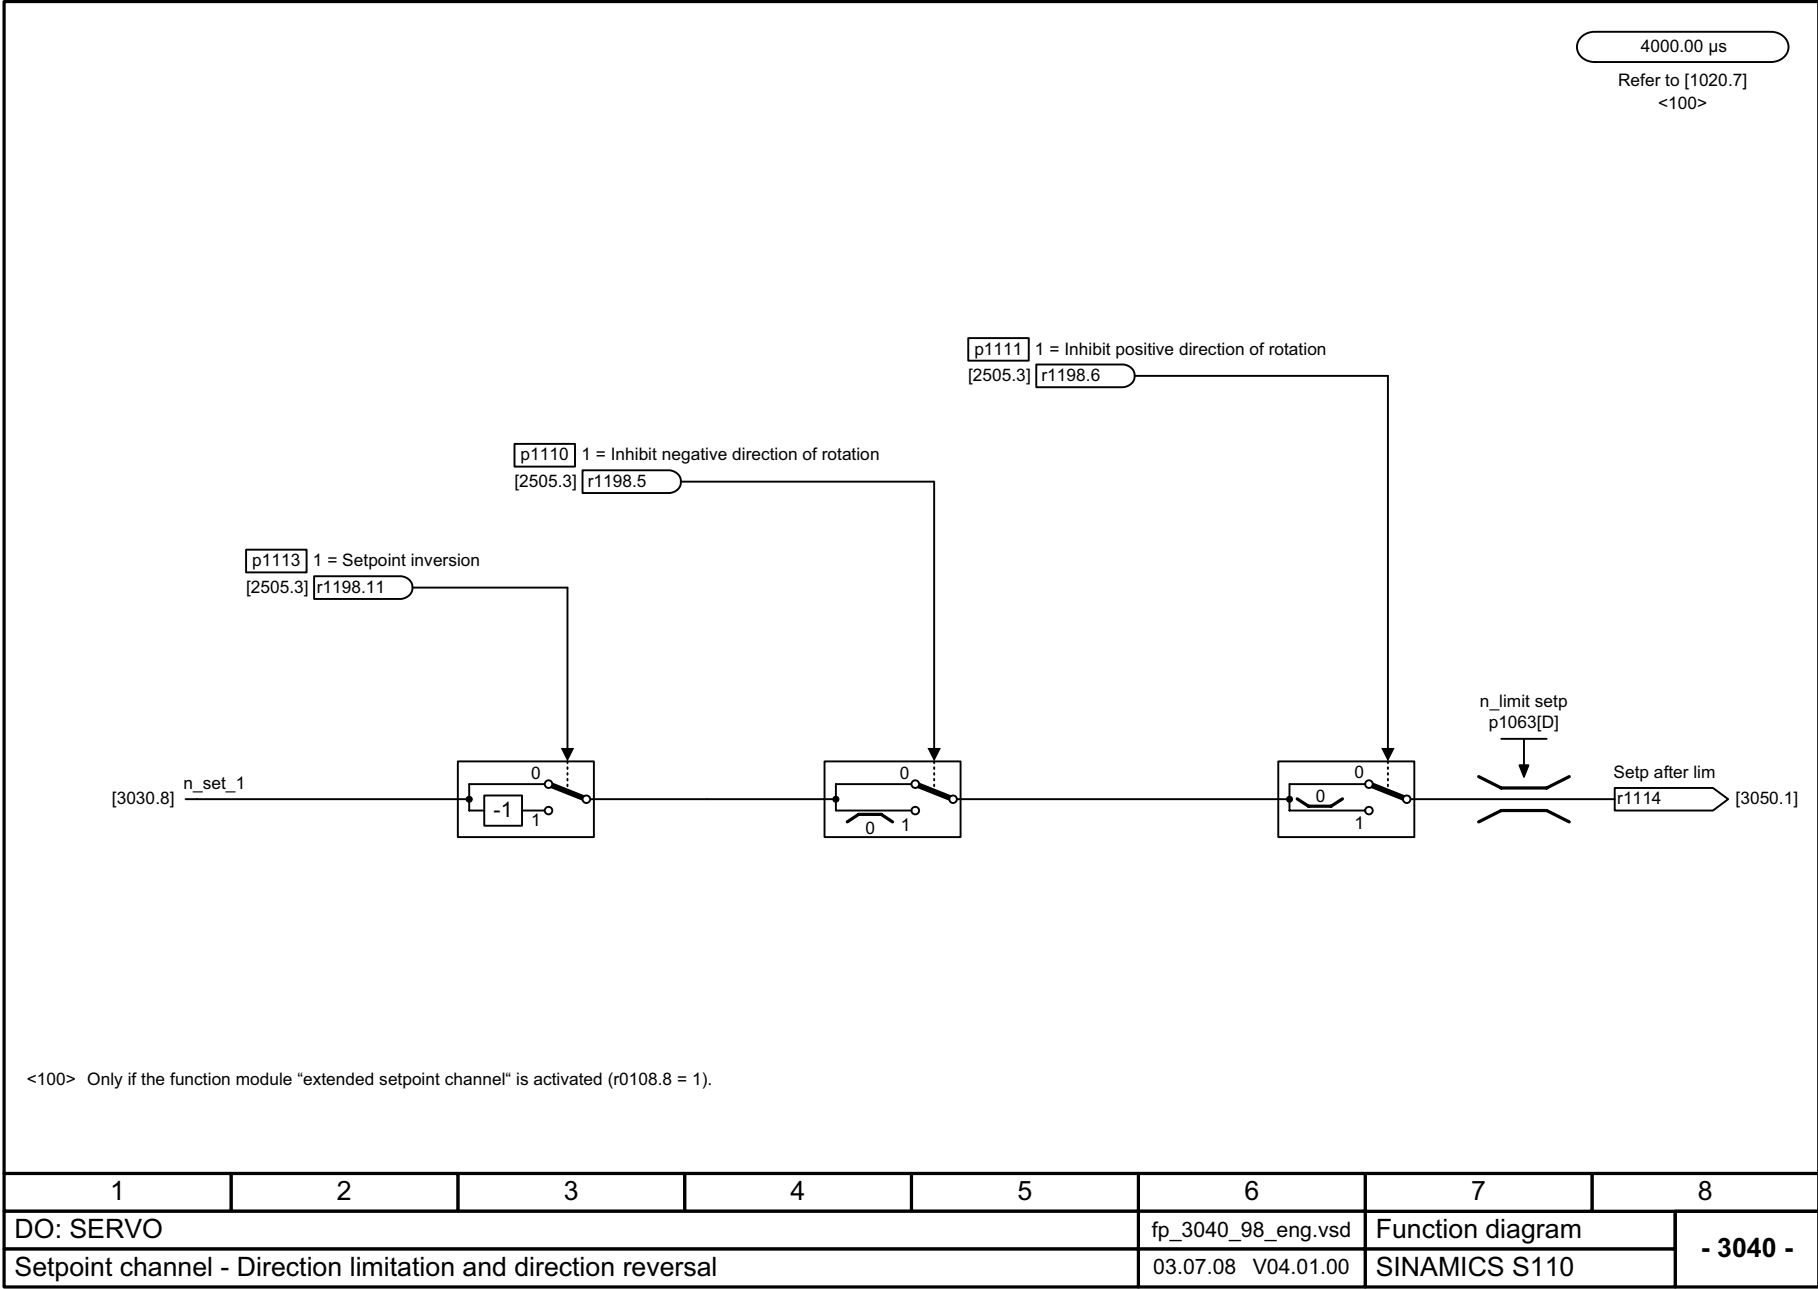 4000.00 µs
Refer to [1020.7]
<100>
p1111 1 = Inhibit positive direction of rotation
[2505.3] r1198.6
p1110 1 = Inhibit negative direction of rotation
[2505.3] r1198.5
p1113 1 = Setpoint inversion
[2505.3] r1198.11
n_limit setp
p1063[D]
[3030.8] n_set_1
0
-1
1
0
0
1
0
0
1
Setp after lim
r1114 [3050.1]
<100> Only if the function module “extended setpoint channel“ is activated (r0108.8 = 1).
1 2 3 4 5 6 7 8
DO: SERVO
fp_3040_98_eng.vsd
Function diagram
- 3040 -
Setpoint channel - Direction limitation and direction reversal
03.07.08 V04.01.00
SINAMICS S110